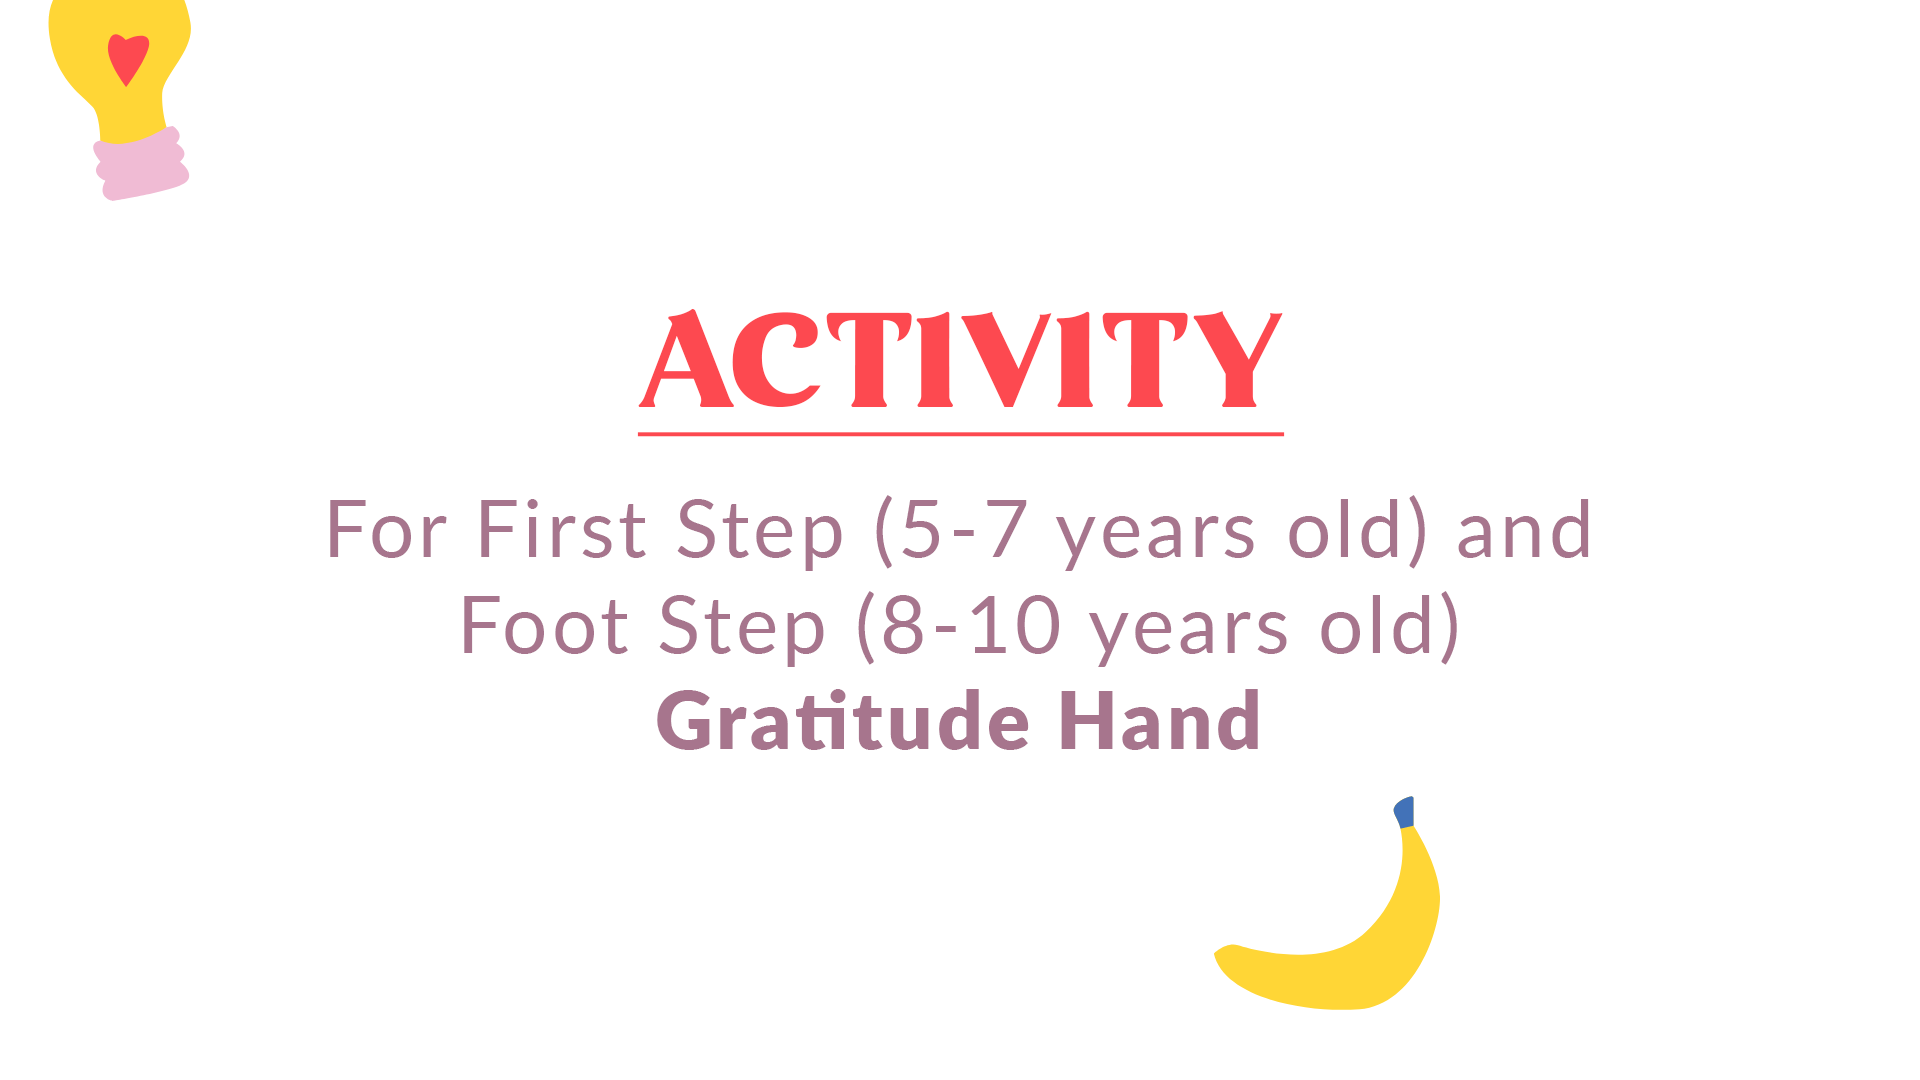 ACTIVITY
For First Step (5-7 years old) and
Foot Step (8-10 years old)
Gratitude Hand